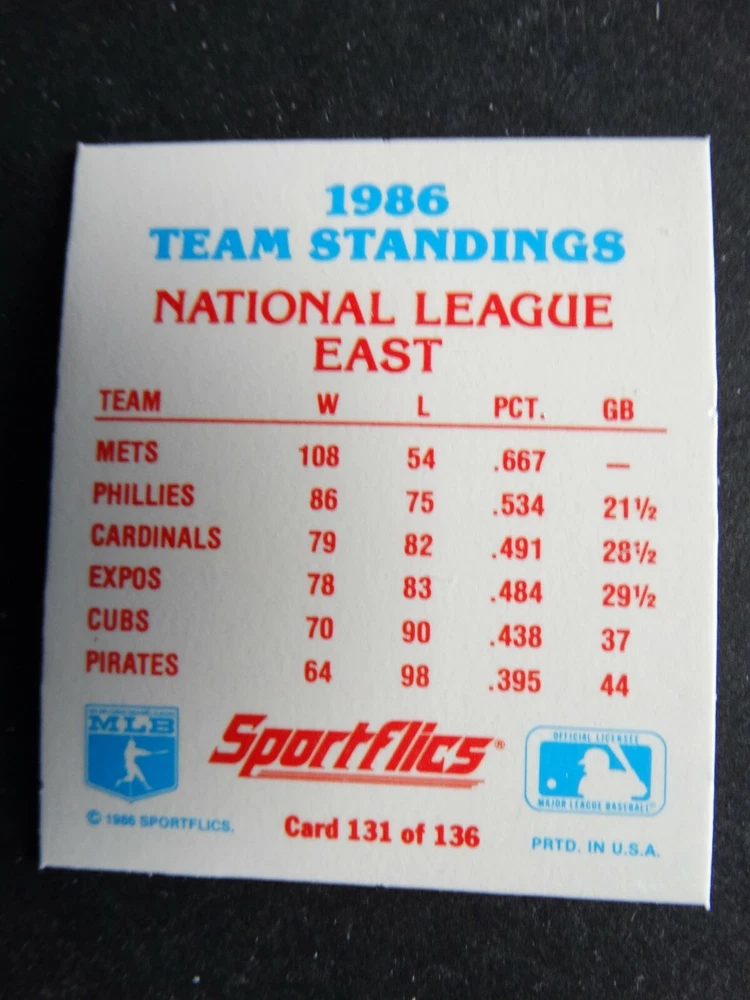 1986
TEAM STANDINGS
NATIONAL LEAGUE
EAST
TEAM W L PCT. GB
METS 108 54 .667 —
PHILLIES 86 75 .534 21½
CARDINALS 79 82 .491 28½
EXPOS 78 83 .484 29½
CUBS 70 90 .438 37
PIRATES 64 98 .395 44
MLB
Sportflics®
OFFICIAL LICENSEE
MAJOR LEAGUE BASEBALL
© 1986 SPORTFLICS.
Card 131 of 136
PRTD. IN U.S.A.